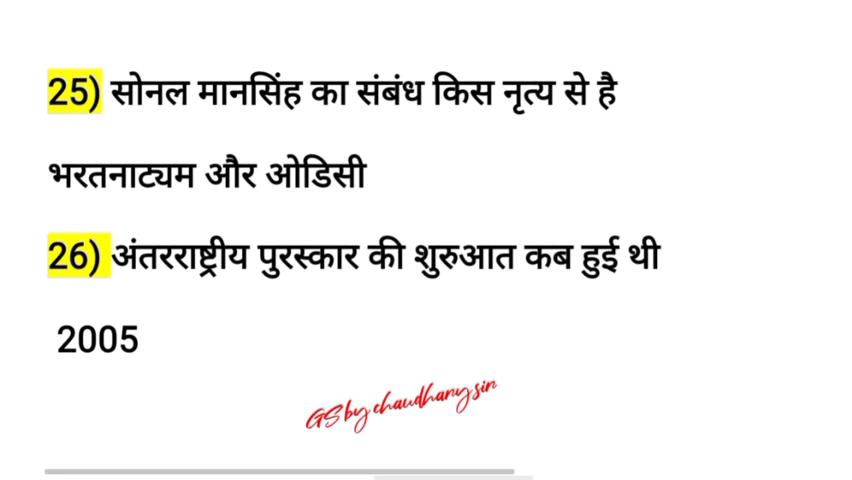 25) सोनल मानसिंह का संबंध किस नृत्य से है
भरतनाट्यम और ओडिसी
26) अंतरराष्ट्रीय पुरस्कार की शुरुआत कब हुई थी
2005
GS by chaudhary sir